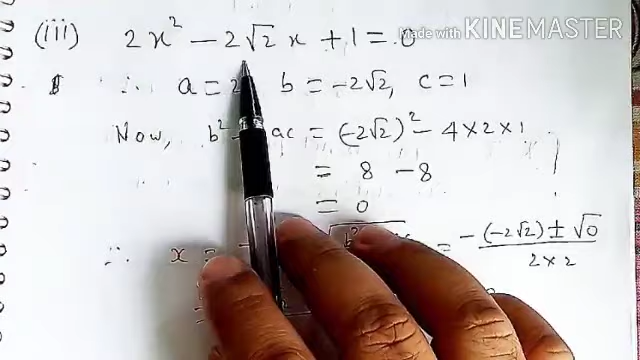 (iii) 2x² − 2√2 x + 1 = 0
Made with KINEMASTER
∴ a = 2 b = −2√2, c = 1
Now, b² ac = (−2√2)² − 4×2×1
= 8 − 8
= 0
∴ x = = −(−2√2) ± √0
2×2